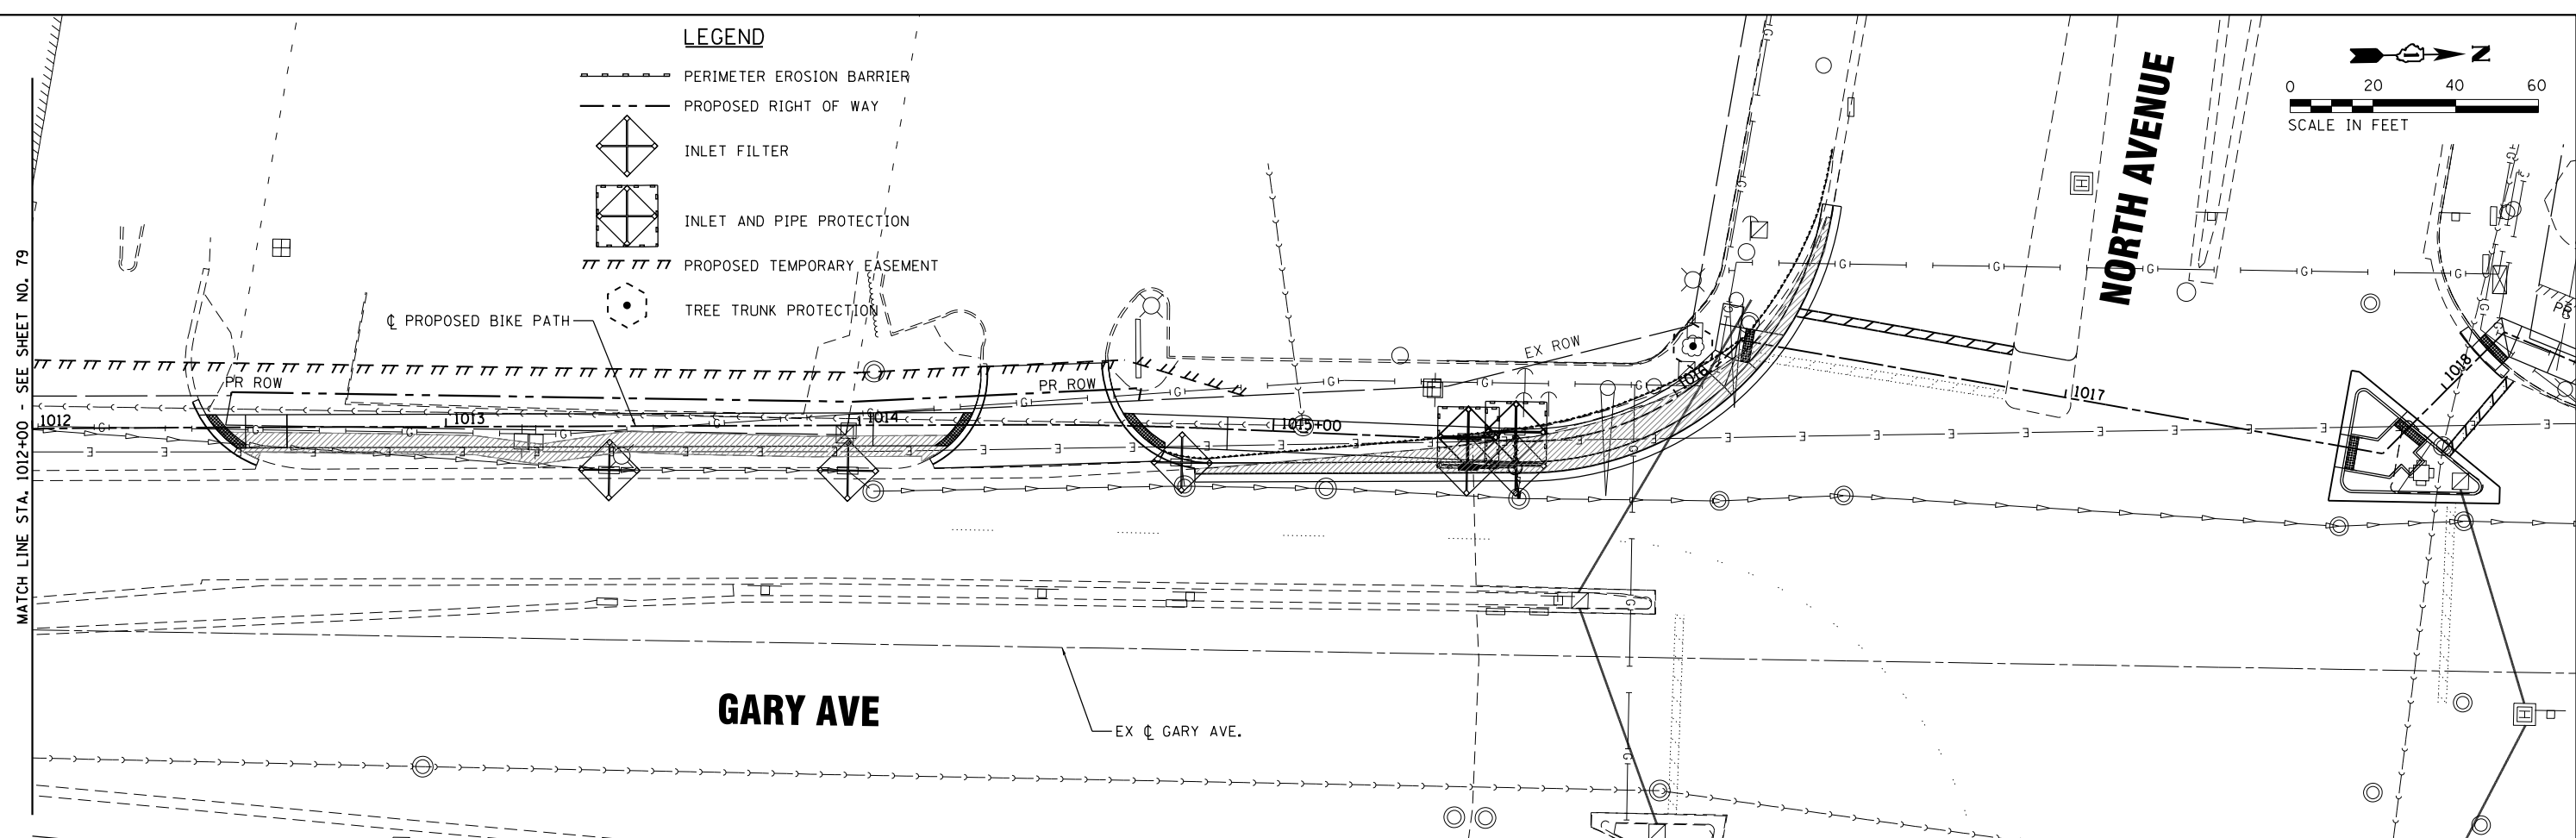 LEGEND
PERIMETER EROSION BARRIER
PROPOSED RIGHT OF WAY
INLET FILTER
INLET AND PIPE PROTECTION
PROPOSED TEMPORARY EASEMENT
TREE TRUNK PROTECTION
℄ PROPOSED BIKE PATH
N
0 20 40 60
SCALE IN FEET
NORTH AVENUE
MATCH LINE STA. 1012+00 - SEE SHEET NO. 79
EX ROW
PR ROW
PR ROW
PR
1012
1013
1014
1015+00
1016
1017
1018
GARY AVE
EX ℄ GARY AVE.